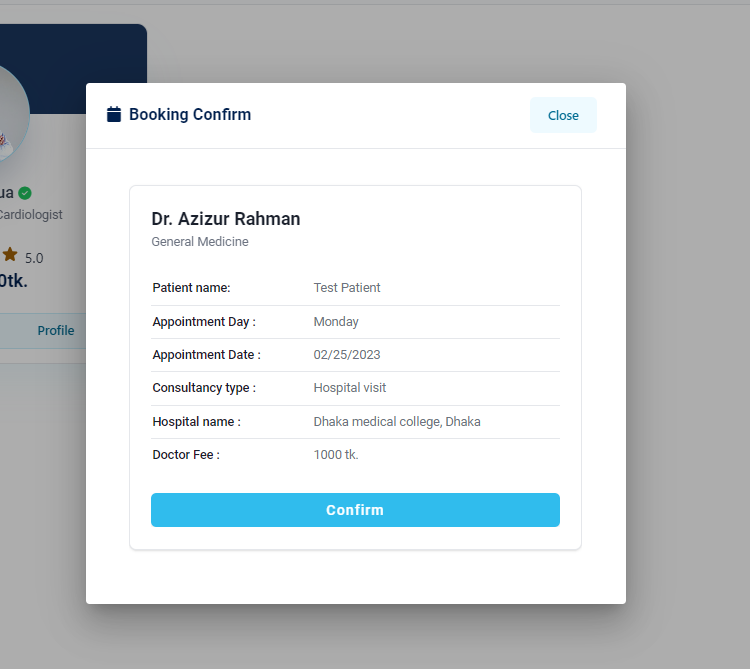 Booking Confirm
Close
Dr. Azizur Rahman
General Medicine
Patient name: Test Patient
Appointment Day : Monday
Appointment Date : 02/25/2023
Consultancy type : Hospital visit
Hospital name : Dhaka medical college, Dhaka
Doctor Fee : 1000 tk.
Confirm
ua
Cardiologist
5.0
0tk.
Profile